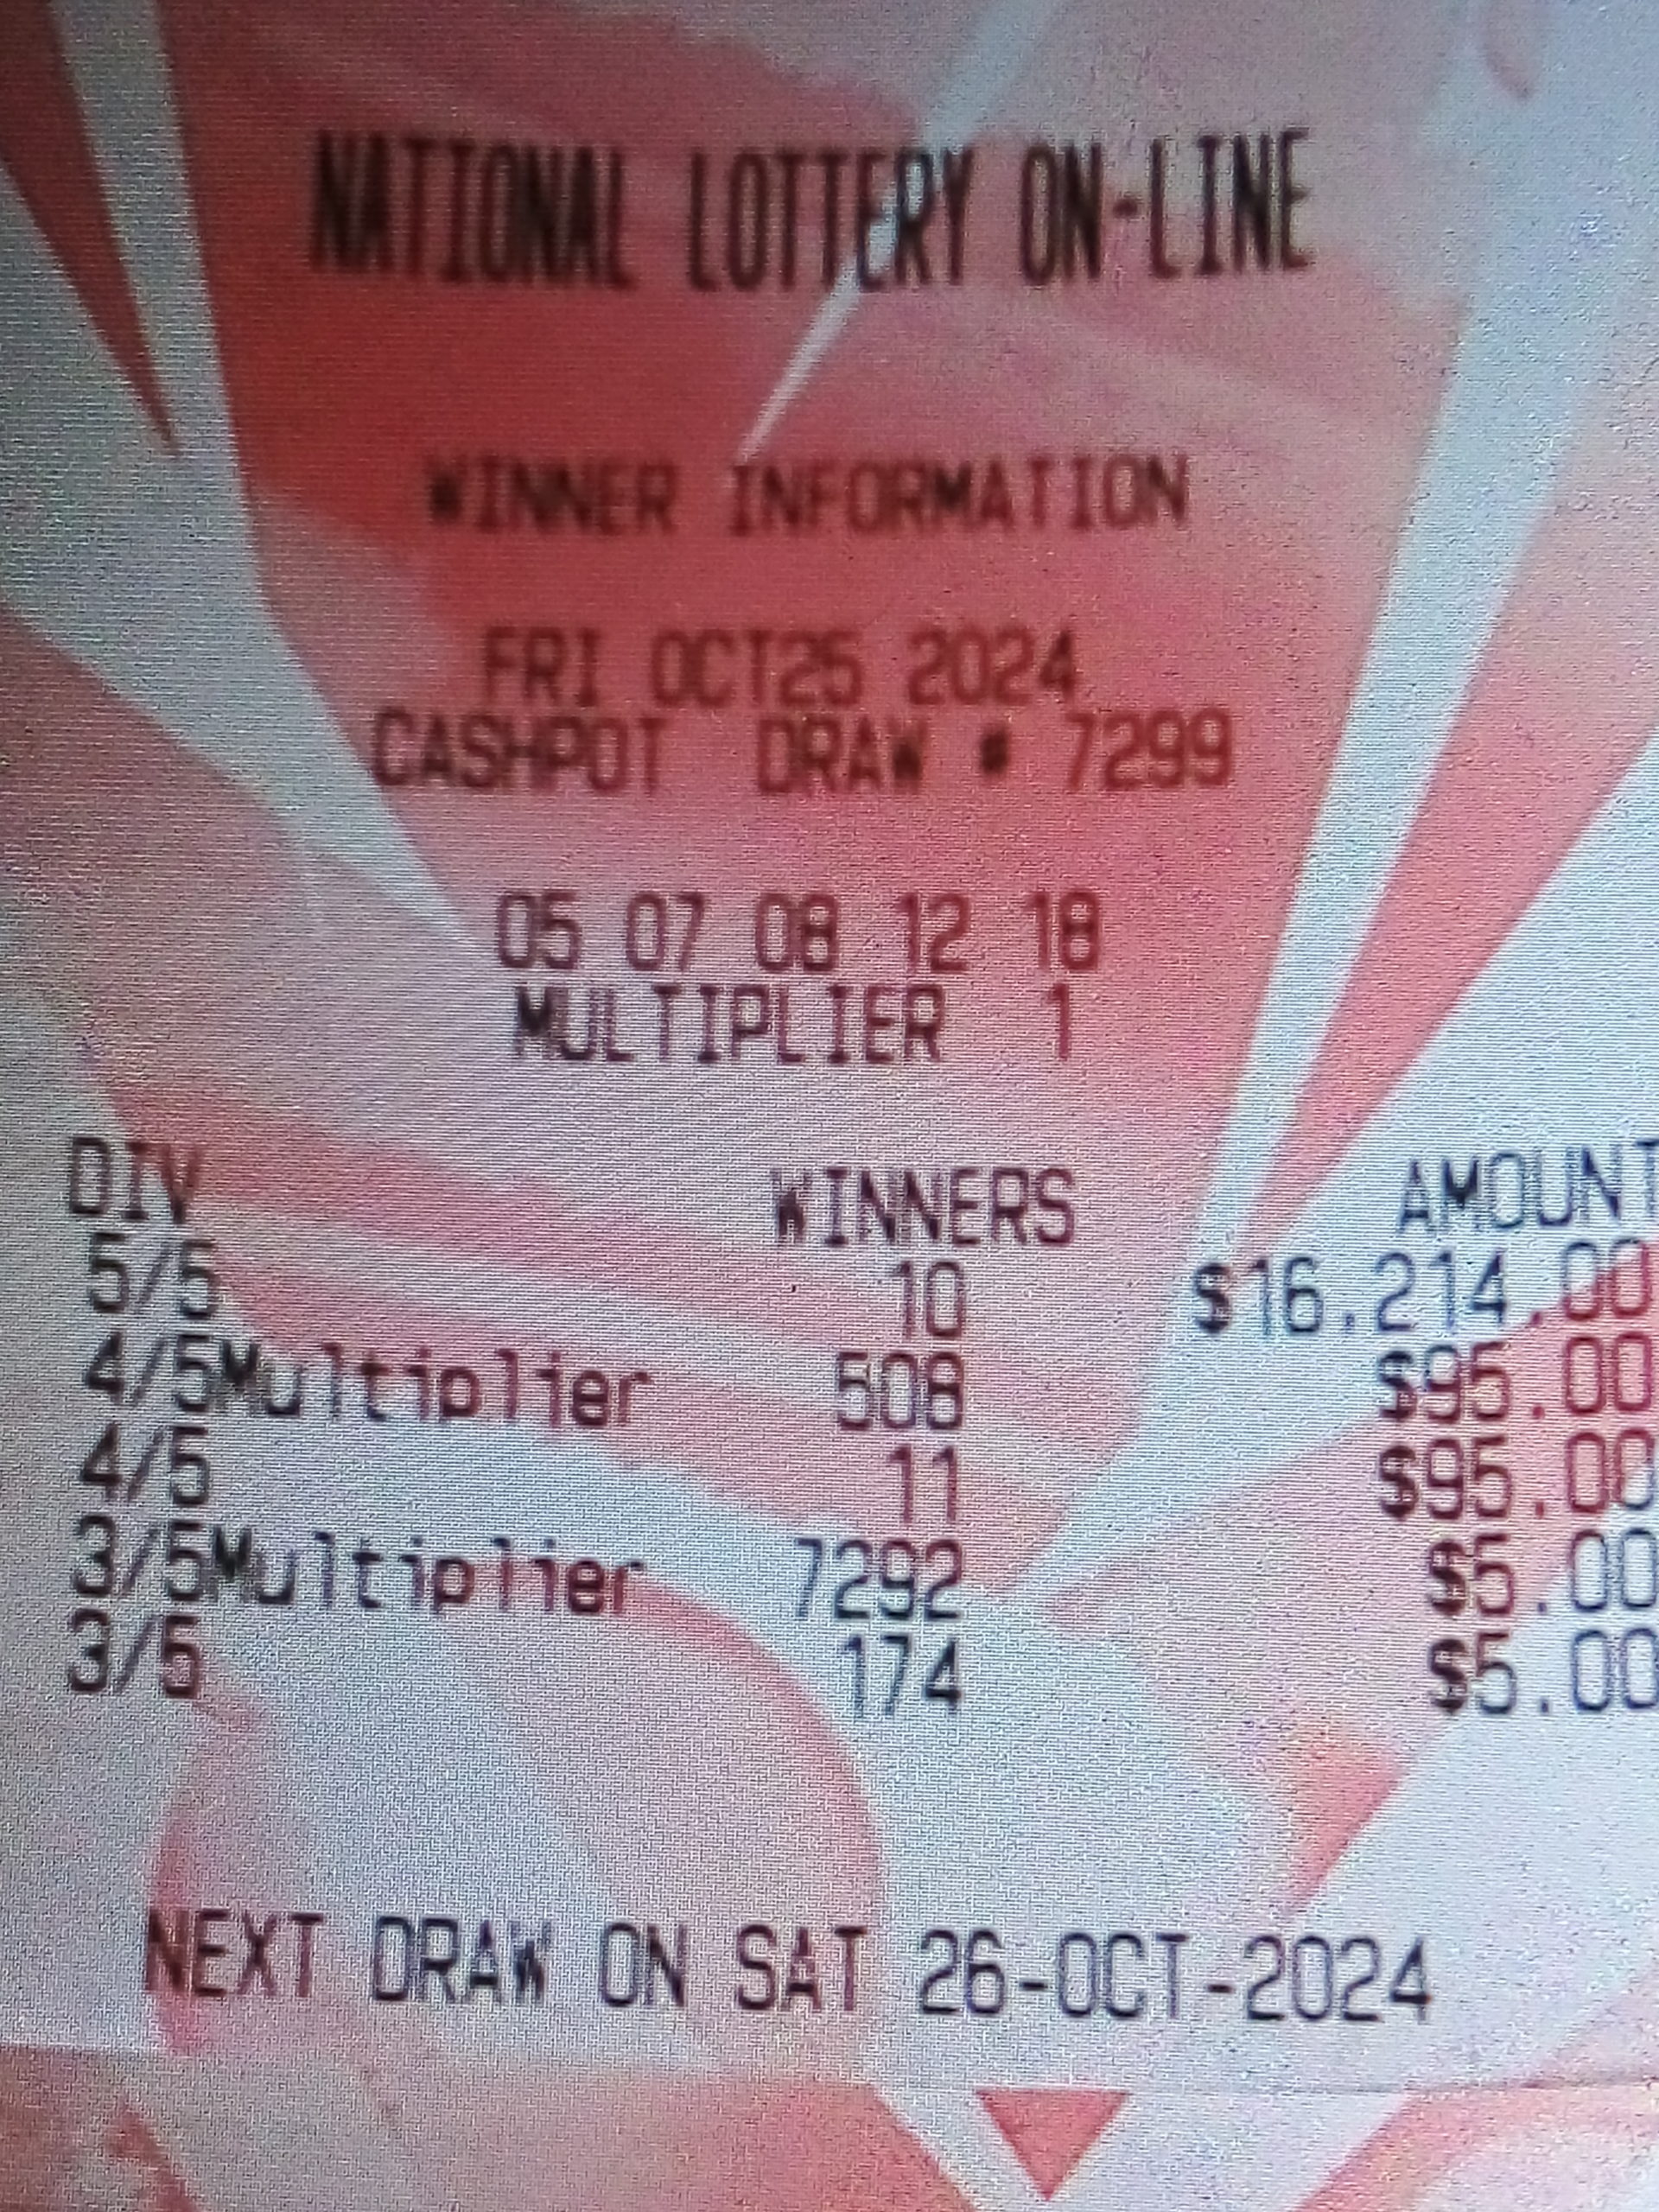 NATIONAL LOTTERY ON-LINE
WINNER INFORMATION
FRI OCT25 2024
CASHPOT DRAW # 7299
05 07 08 12 18
MULTIPLIER 1
DIV WINNERS AMOUNT
5/5 10 $16,214.00
4/5Multiplier 508 $95.00
4/5 11 $95.00
3/5Multiplier 7292 $5.00
3/5 174 $5.00
NEXT DRAW ON SAT 26-OCT-2024